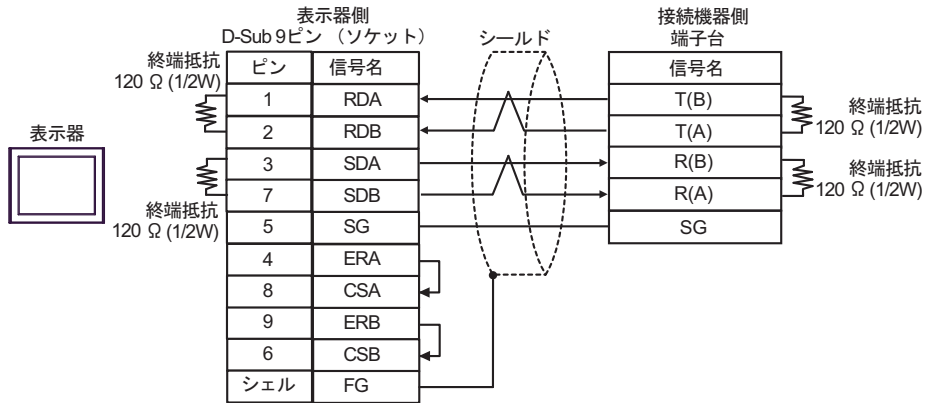 表示器側
D-Sub 9ピン （ソケット）
シールド
接続機器側
端子台
終端抵抗
120 Ω (1/2W)
ピン 信号名
信号名
1 RDA
T(B)
終端抵抗
120 Ω (1/2W)
2 RDB
T(A)
表示器
3 SDA
R(B)
終端抵抗
120 Ω (1/2W)
7 SDB
R(A)
終端抵抗
120 Ω (1/2W)
5 SG
SG
4 ERA
8 CSA
9 ERB
6 CSB
シェル FG